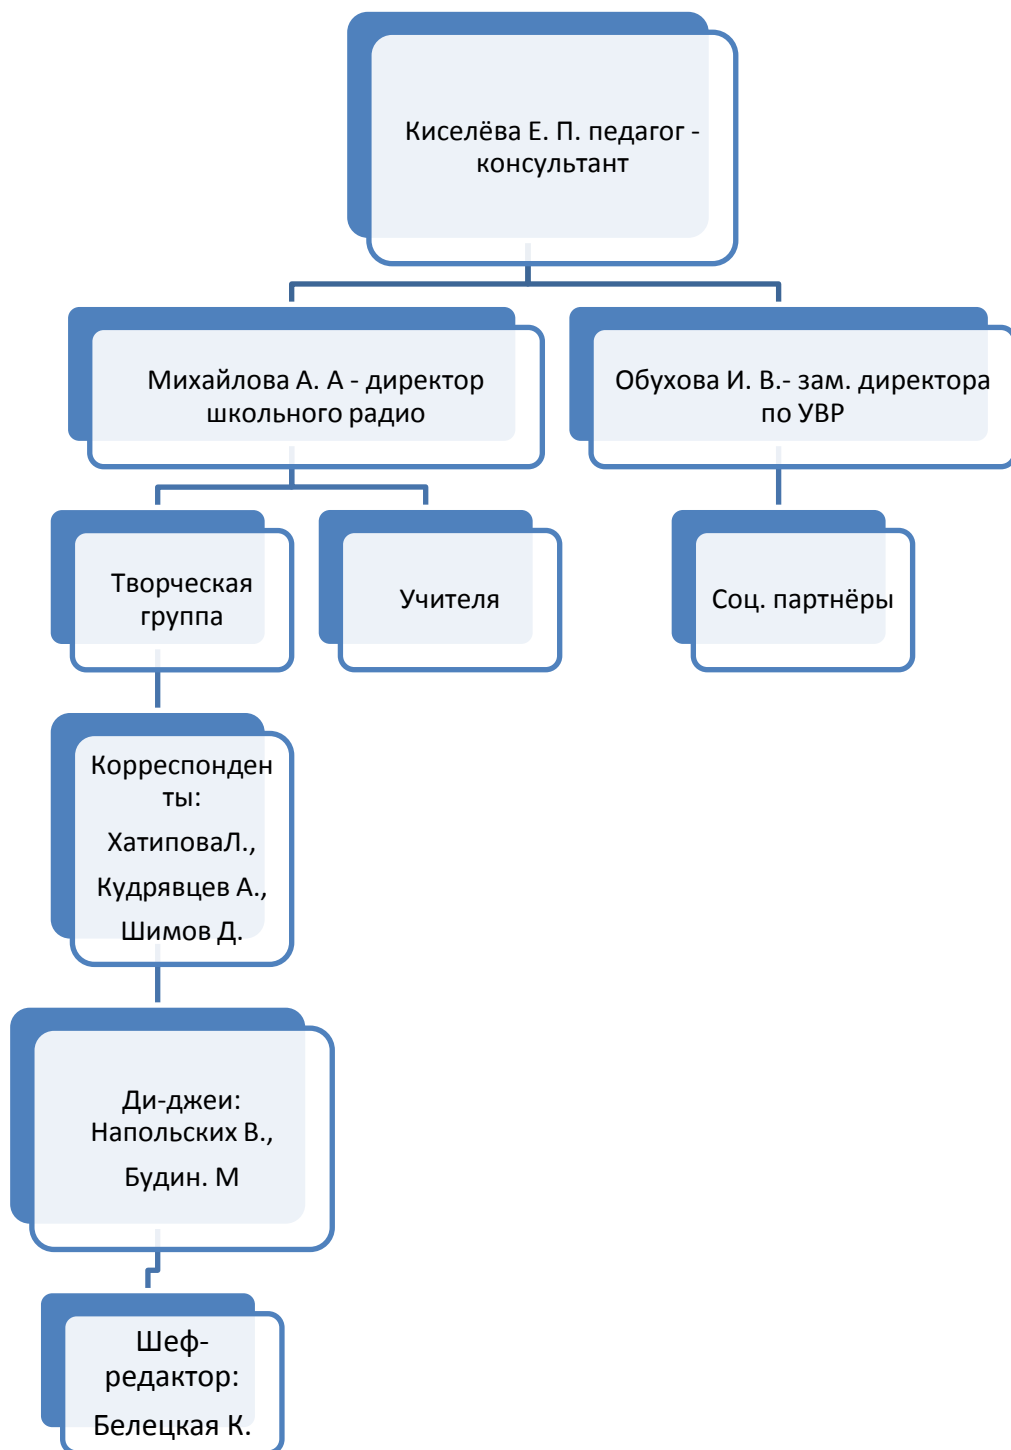 Киселёва Е. П. педагог -
консультант
Михайлова А. А - директор
школьного радио
Обухова И. В.- зам. директора
по УВР
Творческая
группа
Учителя
Соц. партнёры
Корреспонден
ты:
ХатиповаЛ.,
Кудрявцев А.,
Шимов Д.
Ди-джеи:
Напольских В.,
Будин. М
Шеф-
редактор:
Белецкая К.